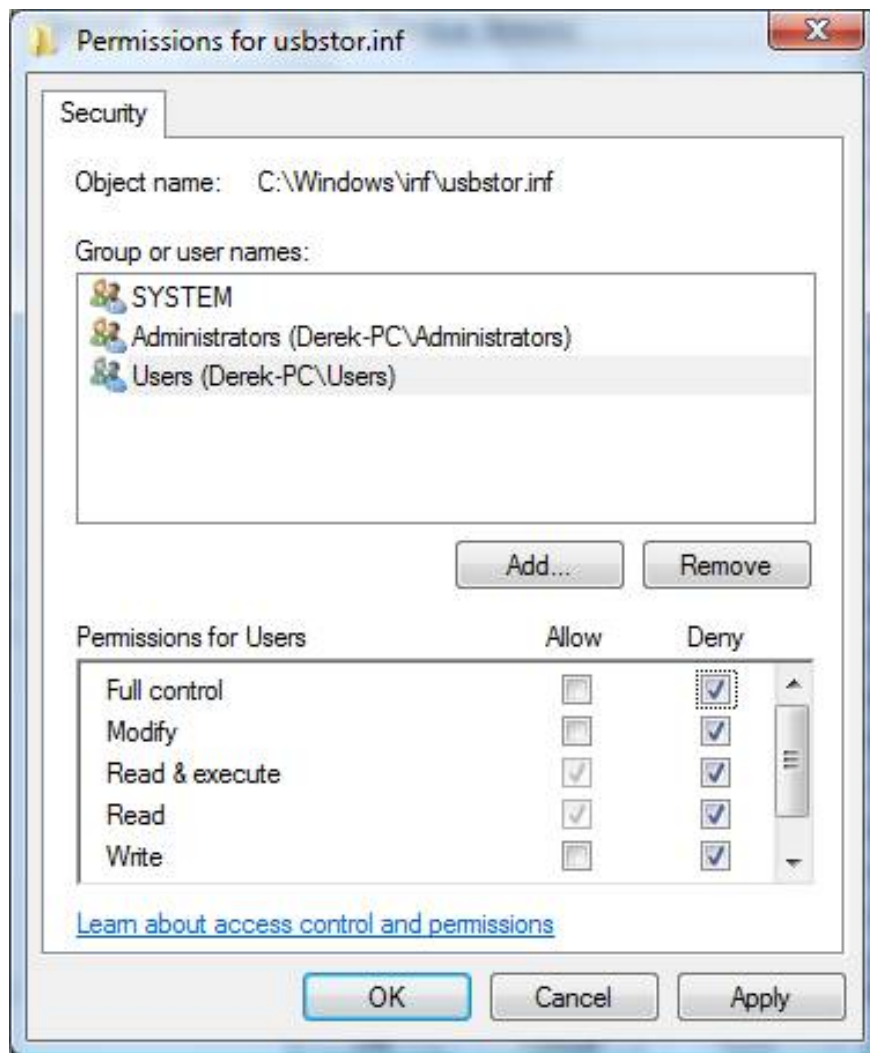 Permissions for usbstor.inf
Security
Object name: C:\Windows\inf\usbstor.inf
Group or user names:
SYSTEM
Administrators (Derek-PC\Administrators)
Users (Derek-PC\Users)
Add... Remove
Permissions for Users Allow Deny
Full control
Modify
Read & execute
Read
Write
Learn about access control and permissions
OK Cancel Apply